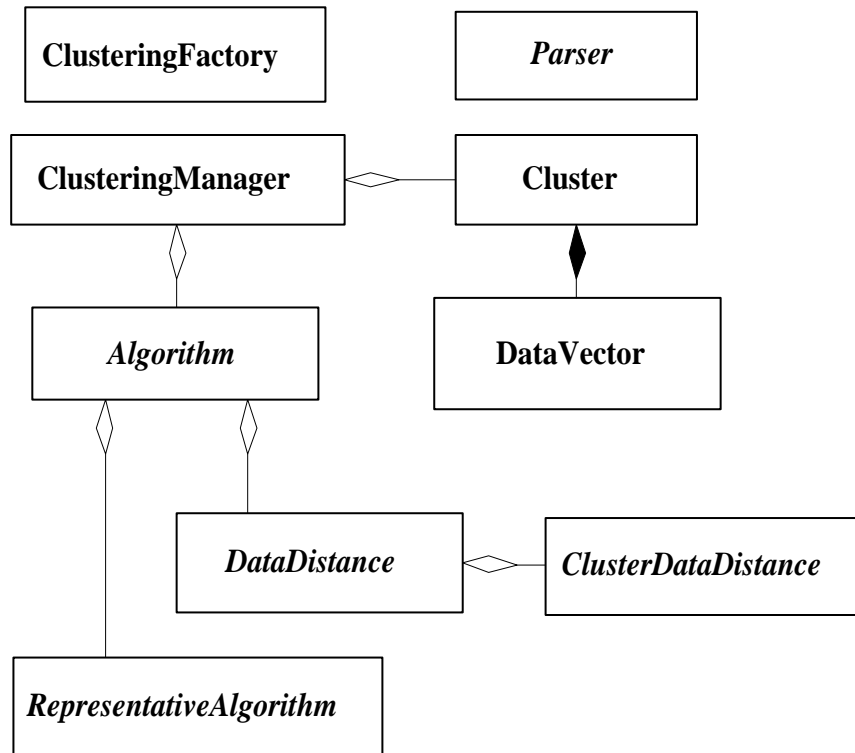 ClusteringFactory
Parser
ClusteringManager
Cluster
Algorithm
DataVector
DataDistance
ClusterDataDistance
RepresentativeAlgorithm